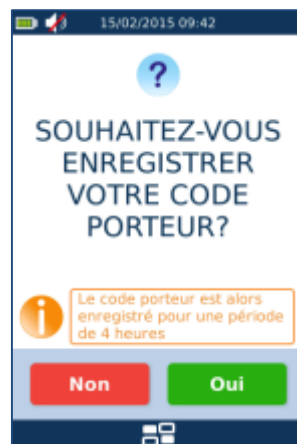 15/02/2015 09:42
?
SOUHAITEZ-VOUS
ENREGISTRER
VOTRE CODE
PORTEUR?
Le code porteur est alors
enregistré pour une période
de 4 heures
Non
Oui